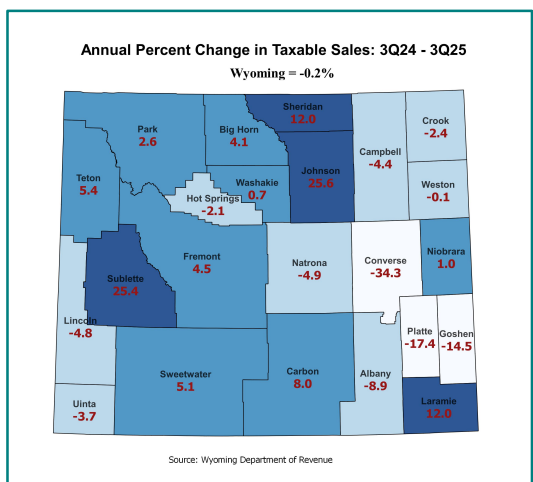 Annual Percent Change in Taxable Sales: 3Q24 - 3Q25
Wyoming = -0.2%
Sheridan
12.0
Park
2.6
Big Horn
4.1
Crook
-2.4
Campbell
-4.4
Johnson
25.6
Teton
5.4
Washakie
0.7
Weston
-0.1
Hot Springs
-2.1
Fremont
4.5
Natrona
-4.9
Converse
-34.3
Niobrara
1.0
Sublette
25.4
Lincoln
-4.8
Platte
-17.4
Goshen
-14.5
Sweetwater
5.1
Carbon
8.0
Albany
-8.9
Uinta
-3.7
Laramie
12.0
Source: Wyoming Department of Revenue